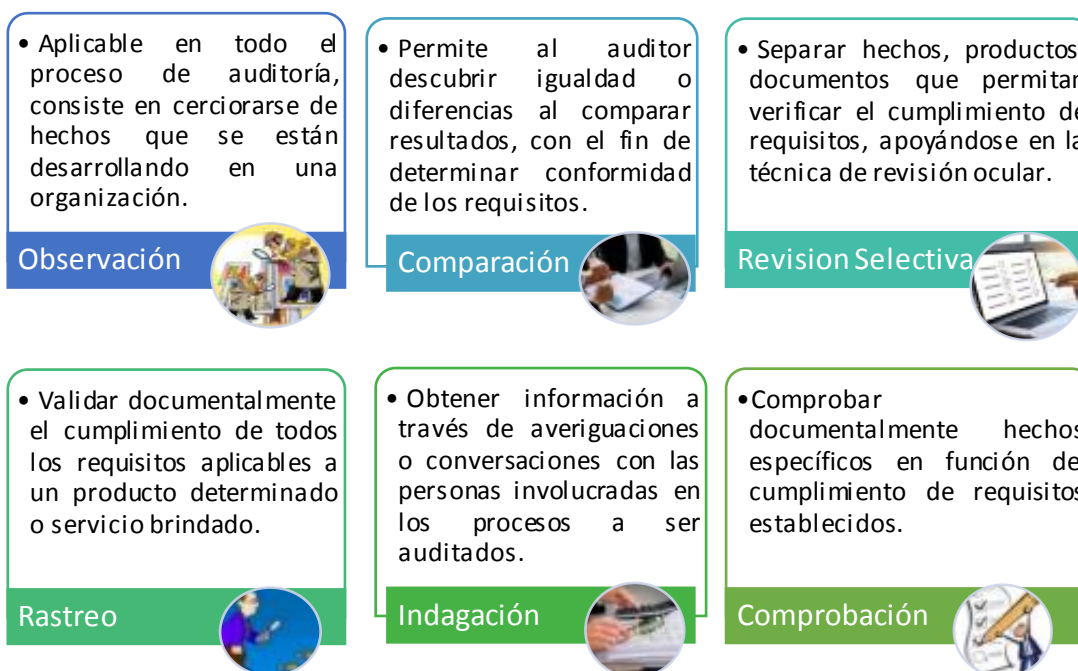 • Aplicable en todo el
proceso de auditoría,
consiste en cerciorarse de
hechos que se están
desarrollando en una
organización.
Observación
• Permite al auditor
descubrir igualdad o
diferencias al comparar
resultados, con el fin de
determinar conformidad
de los requisitos.
Comparación
• Separar hechos, productos
documentos que permitan
verificar el cumplimiento de
requisitos, apoyándose en la
técnica de revisión ocular.
Revision Selectiva
• Validar documentalmente
el cumplimiento de todos
los requisitos aplicables a
un producto determinado
o servicio brindado.
Rastreo
• Obtener información a
través de averiguaciones
o conversaciones con las
personas involucradas en
los procesos a ser
auditados.
Indagación
•Comprobar
documentalmente hechos
específicos en función de
cumplimiento de requisitos
establecidos.
Comprobación